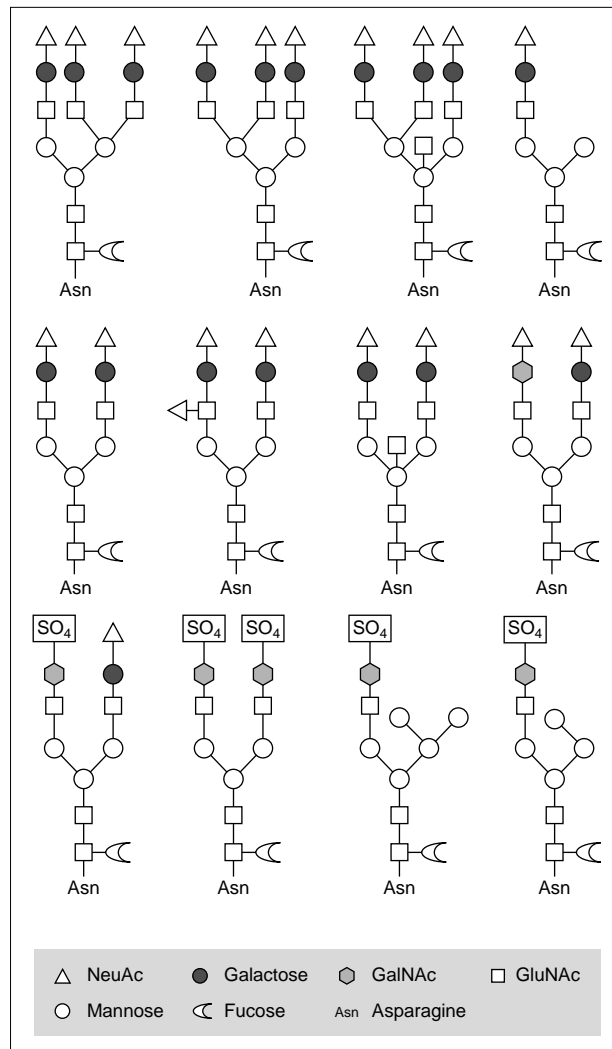 Asn Asn Asn Asn
Asn Asn Asn Asn
SO4 SO4 SO4 SO4 SO4
Asn Asn Asn Asn
NeuAc Galactose GalNAc GluNAc
Mannose Fucose Asn Asparagine